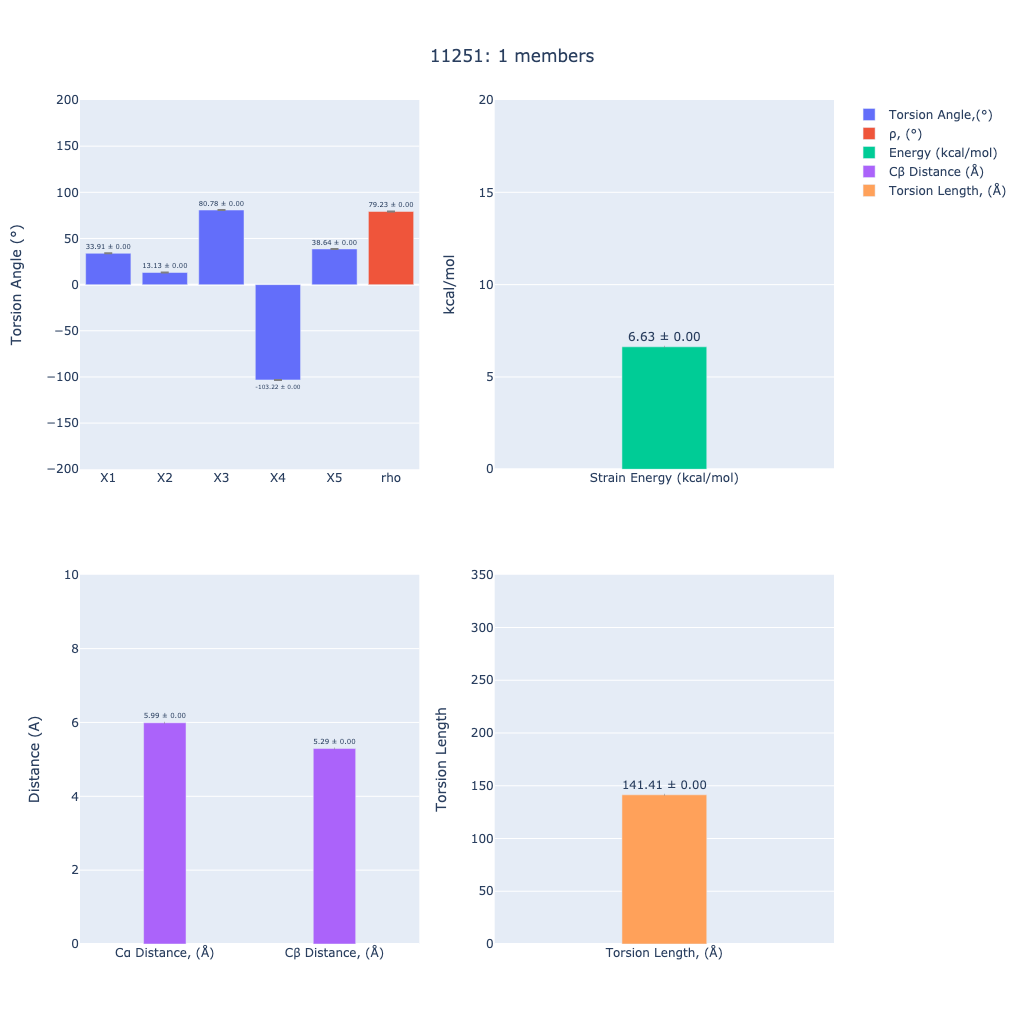 11251: 1 members
Torsion Angle (°)
200
150
100
50
0
−50
−100
−150
−200
33.91 ± 0.00
13.13 ± 0.00
80.78 ± 0.00
-103.22 ± 0.00
38.64 ± 0.00
79.23 ± 0.00
X1 X2 X3 X4 X5 rho
kcal/mol
20
15
10
5
0
6.63 ± 0.00
Strain Energy (kcal/mol)
Torsion Angle,(°)
ρ, (°)
Energy (kcal/mol)
Cβ Distance (Å)
Torsion Length, (Å)
Distance (A)
10
8
6
4
2
0
5.99 ± 0.00
5.29 ± 0.00
Cα Distance, (Å) Cβ Distance, (Å)
Torsion Length
350
300
250
200
150
100
50
0
141.41 ± 0.00
Torsion Length, (Å)